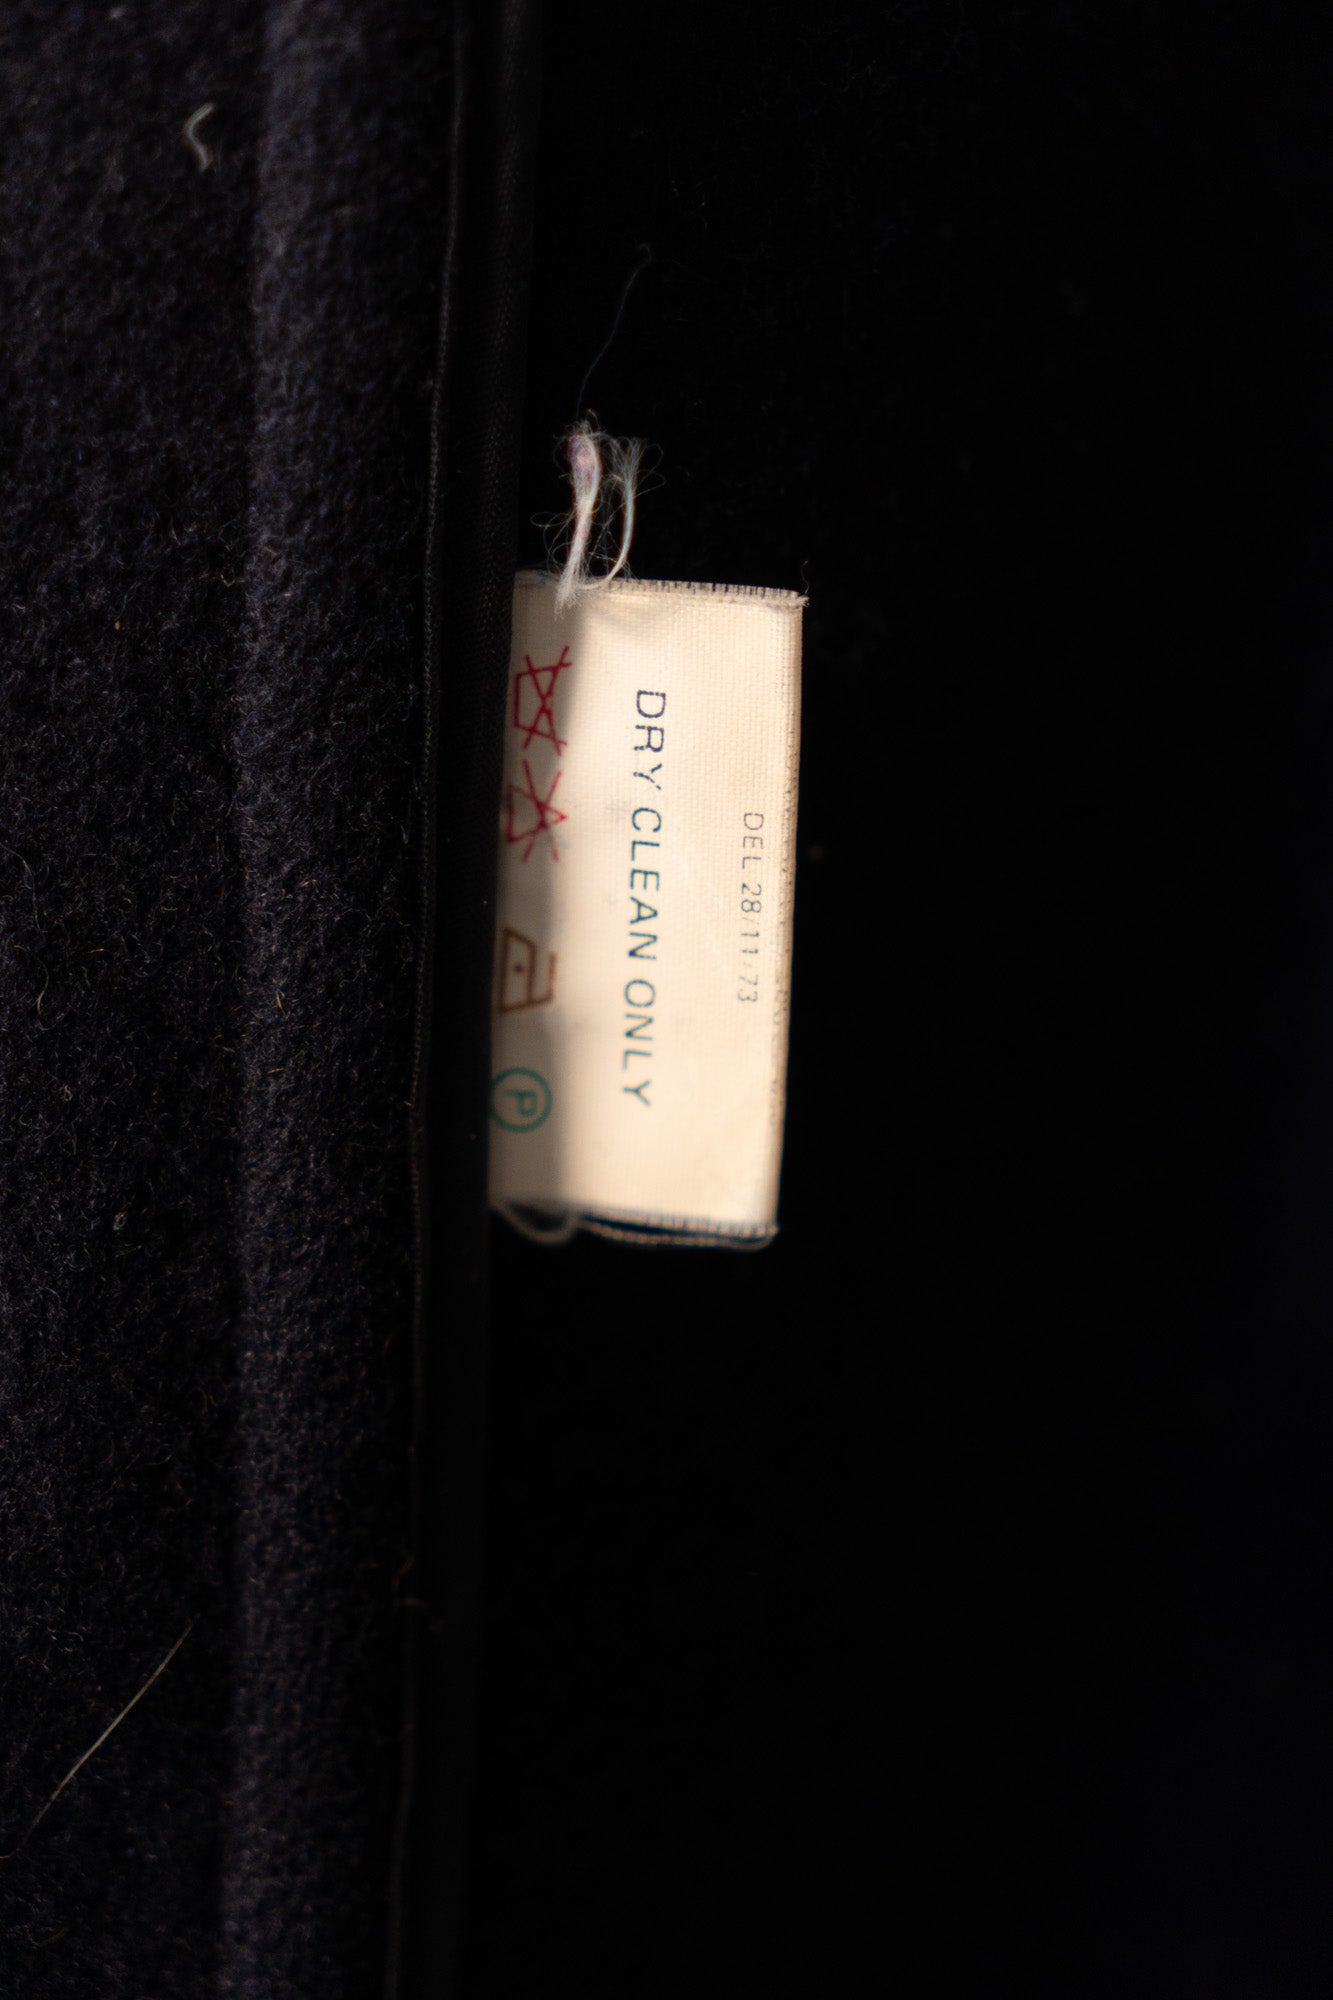 DEL 28/11/73
DRY CLEAN ONLY
P